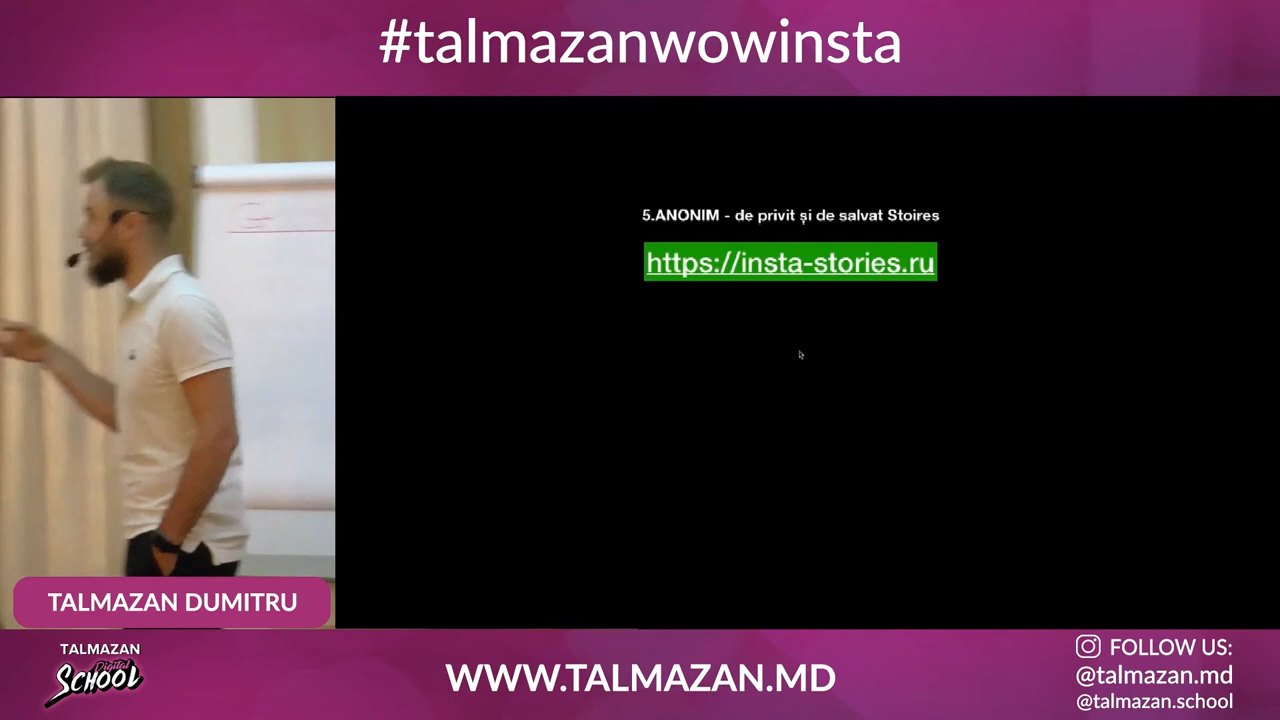 #talmazanwowinsta
5.ANONIM - de privit și de salvat Stoires
https://insta-stories.ru
TALMAZAN DUMITRU
TALMAZAN
Digital
SCHOOL
WWW.TALMAZAN.MD
FOLLOW US:
@talmazan.md
@talmazan.school